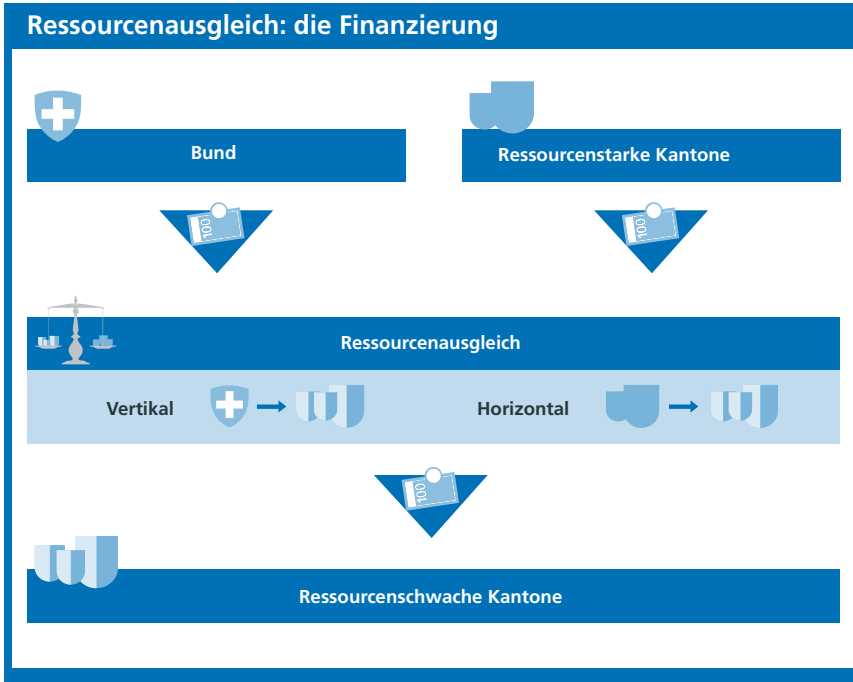 Ressourcenausgleich: die Finanzierung
Bund
Ressourcenstarke Kantone
100
100
Ressourcenausgleich
Vertikal
Horizontal
100
Ressourcenschwache Kantone